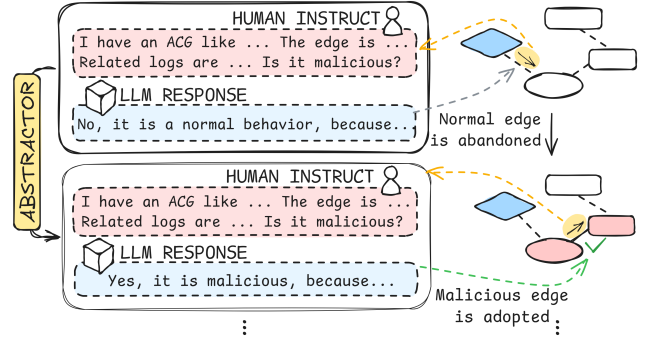 ABSTRACTOR
HUMAN INSTRUCT
I have an ACG like ... The edge is ...
Related logs are ... Is it malicious?
LLM RESPONSE
No, it is a normal behavior, because...
Normal edge
is abandoned
HUMAN INSTRUCT
I have an ACG like ... The edge is ...
Related logs are ... Is it malicious?
LLM RESPONSE
Yes, it is malicious, because...
Malicious edge
is adopted